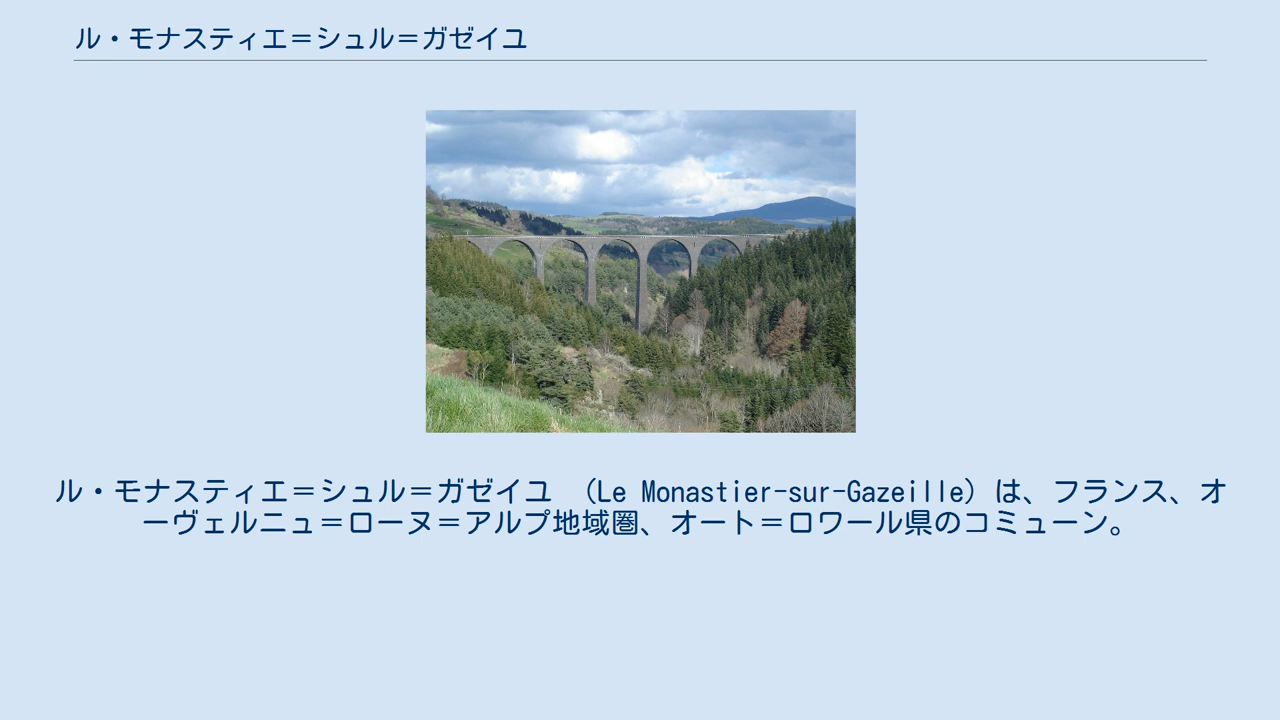 ル・モナスティエ＝シュル＝ガゼイユ
ル・モナスティエ＝シュル＝ガゼイユ （Le Monastier-sur-Gazeille）は、フランス、オ
ーヴェルニュ＝ローヌ＝アルプ地域圏、オート＝ロワール県のコミューン。